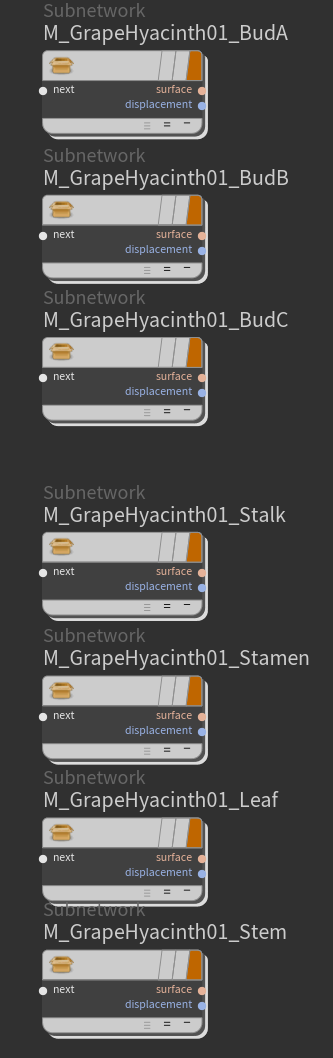 Subnetwork
M_GrapeHyacinth01_BudA
next
surface
displacement
Subnetwork
M_GrapeHyacinth01_BudB
next
surface
displacement
Subnetwork
M_GrapeHyacinth01_BudC
next
surface
displacement
Subnetwork
M_GrapeHyacinth01_Stalk
next
surface
displacement
Subnetwork
M_GrapeHyacinth01_Stamen
next
surface
displacement
Subnetwork
M_GrapeHyacinth01_Leaf
next
surface
displacement
Subnetwork
M_GrapeHyacinth01_Stem
next
surface
displacement